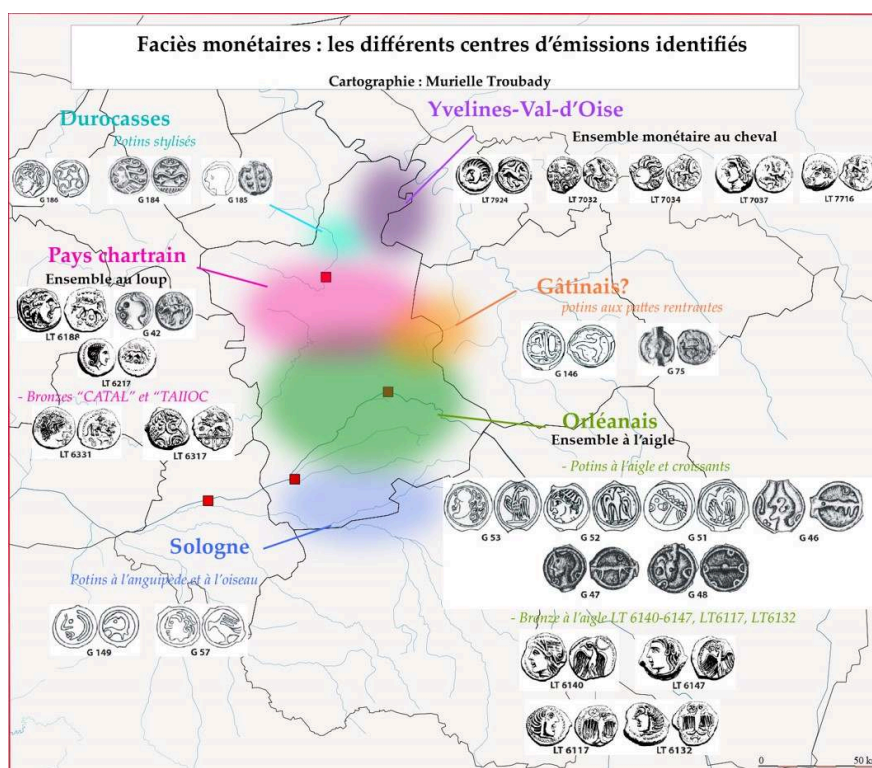 Faciès monétaires : les différents centres d'émissions identifiés
Cartographie : Murielle Troubady
Durocasses
Potins stylisés
G 186
G 184
G 185
Yvelines-Val-d'Oise
Ensemble monétaire au cheval
LT 7924
LT 7032
LT 7034
LT 7037
LT 7716
Pays chartrain
Ensemble au loup
LT 6188
G 42
LT 6217
- Bronzes "CATAL" et "TAIIOC
LT 6331
LT 6317
Gâtinais?
potins aux pattes rentrantes
G 146
G 75
Orléanais
Ensemble à l'aigle
- Potins à l'aigle et croissants
G 53
G 52
G 51
G 46
G 47
G 48
- Bronze à l'aigle LT 6140-6147, LT6117, LT6132
LT 6140
LT 6147
LT 6117
LT 6132
Sologne
Potins à l'anguipède et à l'oiseau
G 149
G 57
0
50 k